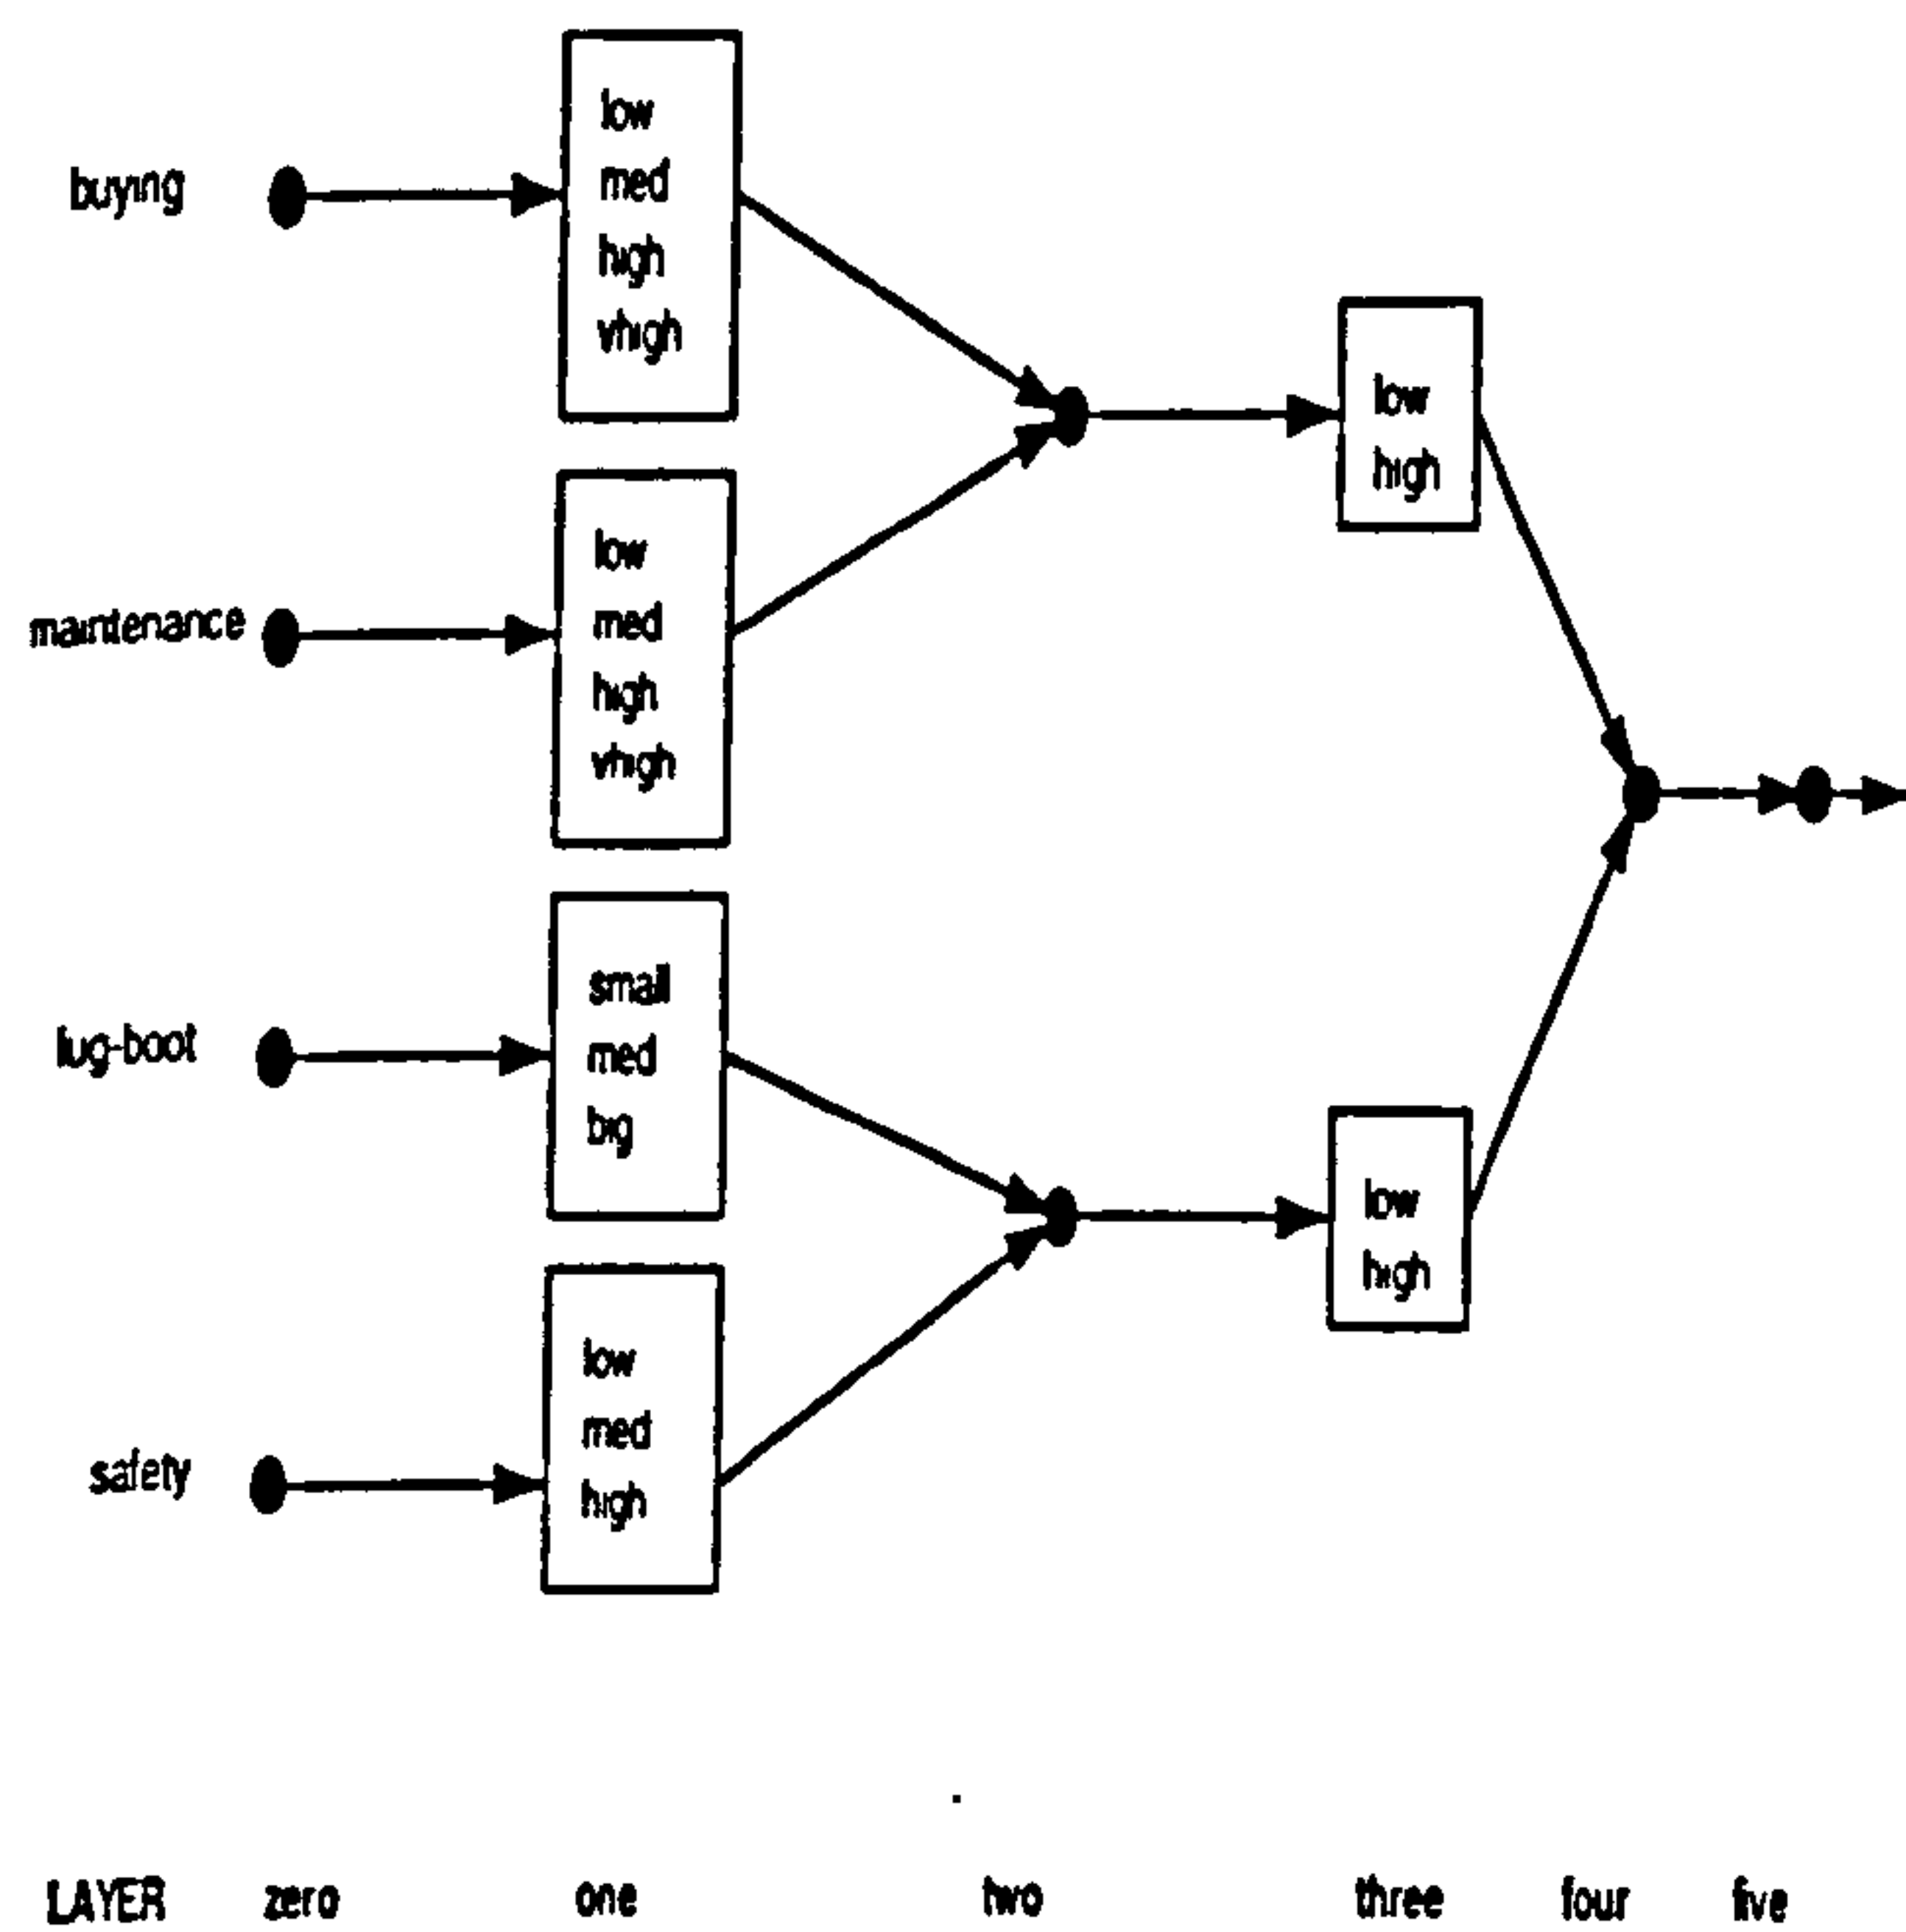 buying
low
med
high
vhigh
maintenance
low
med
high
vhigh
low
high
lug-boot
small
med
big
safety
low
med
high
low
high
LAYER zero one two three four five